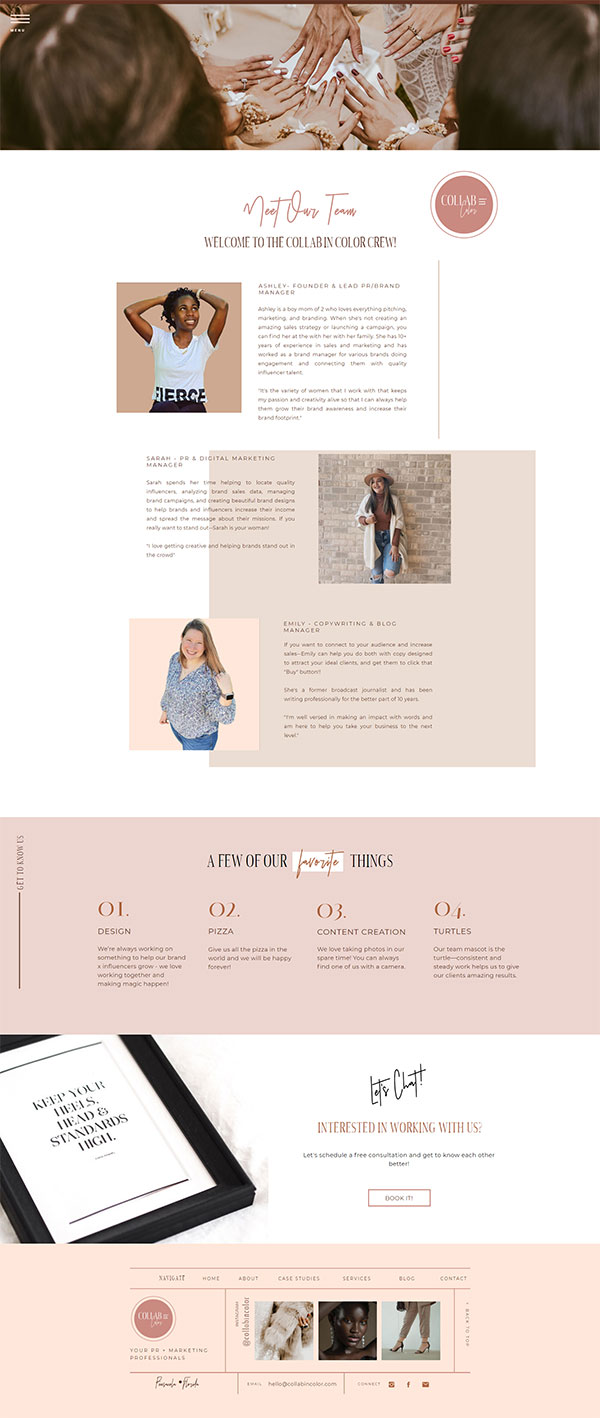 MENU
COLLAB
Color
Meet Our Team
WELCOME TO THE COLLAB IN COLOR CREW!
ASHLEY- FOUNDER & LEAD PR/BRAND
MANAGER
Ashley is a boy mom of 2 who loves everything pitching,
marketing, and branding. When she's not creating an
amazing sales strategy or launching a campaign, you
can find her at the with her with her family. She has 10+
years of experience in sales and marketing and has
worked as a brand manager for various brands doing
engagement and connecting them with quality
influencer talent.
"It's the variety of women that I work with that keeps
my passion and creativity alive so that I can always help
them grow their brand awareness and increase their
brand footprint."
FIERCE
SARAH - PR & DIGITAL MARKETING
MANAGER
Sarah spends her time helping to locate quality
influencers, analyzing brand sales data, managing
brand campaigns, and creating beautiful brand designs
to help brands and influencers increase their income
and spread the message about their missions. If you
really want to stand out—Sarah is your woman!
"I love getting creative and helping brands stand out in
the crowd"
EMILY - COPYWRITING & BLOG
MANAGER
If you want to connect to your audience and increase
sales--Emily can help you do both with copy designed
to attract your ideal clients, and get them to click that
"Buy" button!!
She's a former broadcast journalist and has been
writing professionally for the better part of 10 years.
"I'm well versed in making an impact with words and
am here to help you take your business to the next
level."
GET TO KNOW US
A FEW OF OUR favorite THINGS
01.
DESIGN
We're always working on
something to help our brand
x influencers grow - we love
working together and
making magic happen!
02.
PIZZA
Give us all the pizza in the
world and we will be happy
forever!
03.
CONTENT CREATION
We love taking photos in our
spare time! You can always
find one of us with a camera.
04.
TURTLES
Our team mascot is the
turtle—consistent and
steady work helps us to give
our clients amazing results.
KEEP YOUR
HEELS,
HEAD &
STANDARDS
HIGH.
Let's Chat!
INTERESTED IN WORKING WITH US?
Let's schedule a free consultation and get to know each other
better!
BOOK IT!
NAVIGATE HOME ABOUT CASE STUDIES SERVICES BLOG CONTACT
COLLAB
Color
YOUR PR + MARKETING
PROFESSIONALS
INSTAGRAM
@collabincolor
< BACK TO TOP
Pensacola • Florida
EMAIL hello@collabincolor.com
CONNECT